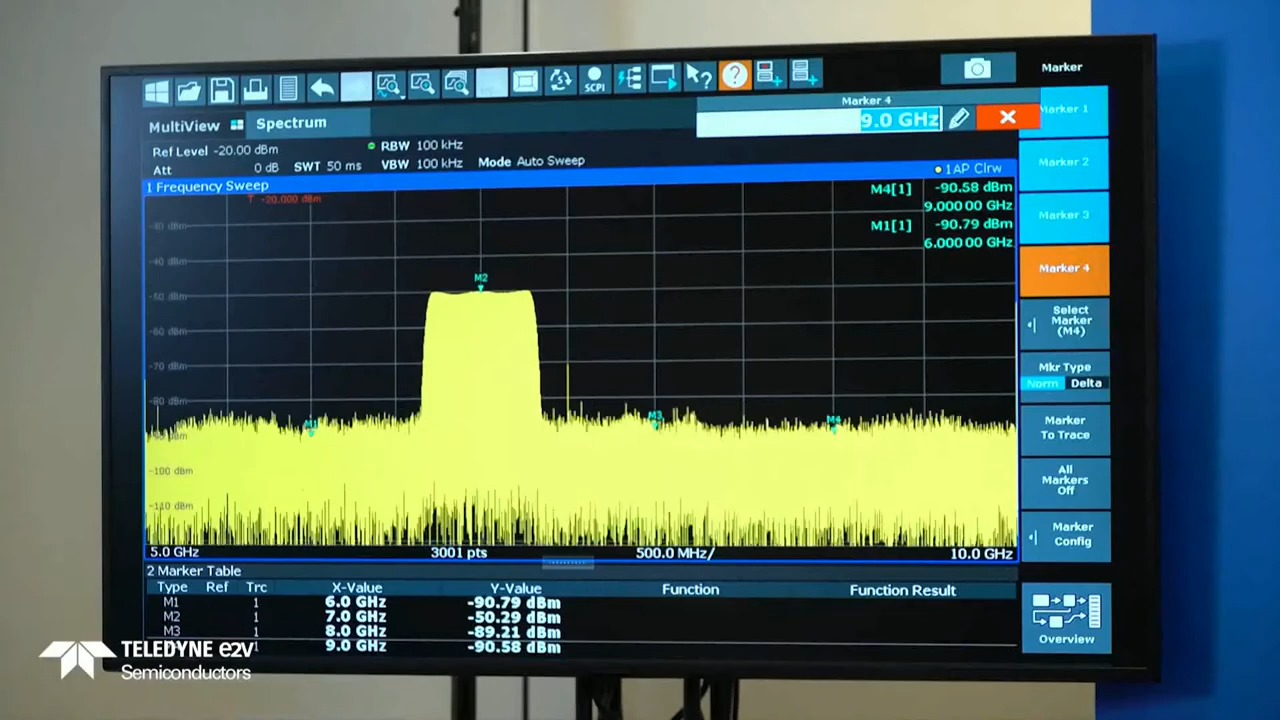 SCPI
Marker
Marker 4
9.0 GHz
MultiView Spectrum
Ref Level -20.00 dBm RBW 100 kHz
Att 0 dB SWT 50 ms VBW 100 kHz Mode Auto Sweep
1 Frequency Sweep 1AP Clrw
T -20.000 dBm
M4[1] -90.58 dBm
9.000 00 GHz
M1[1] -90.79 dBm
6.000 00 GHz
-40 dBm
-50 dBm
-60 dBm
-70 dBm
-80 dBm
-90 dBm
-100 dBm
-110 dBm
M1
M2
M3
M4
5.0 GHz 3001 pts 500.0 MHz/ 10.0 GHz
2 Marker Table
Type Ref Trc X-Value Y-Value Function Function Result
M1 1 6.0 GHz -90.79 dBm
M2 1 7.0 GHz -50.29 dBm
M3 1 8.0 GHz -89.21 dBm
1 9.0 GHz -90.58 dBm
Marker 1
Marker 2
Marker 3
Marker 4
Select
Marker
(M4)
Mkr Type
Norm Delta
Marker
To Trace
All
Markers
Off
Marker
Config
Overview
TELEDYNE e2v
Semiconductors